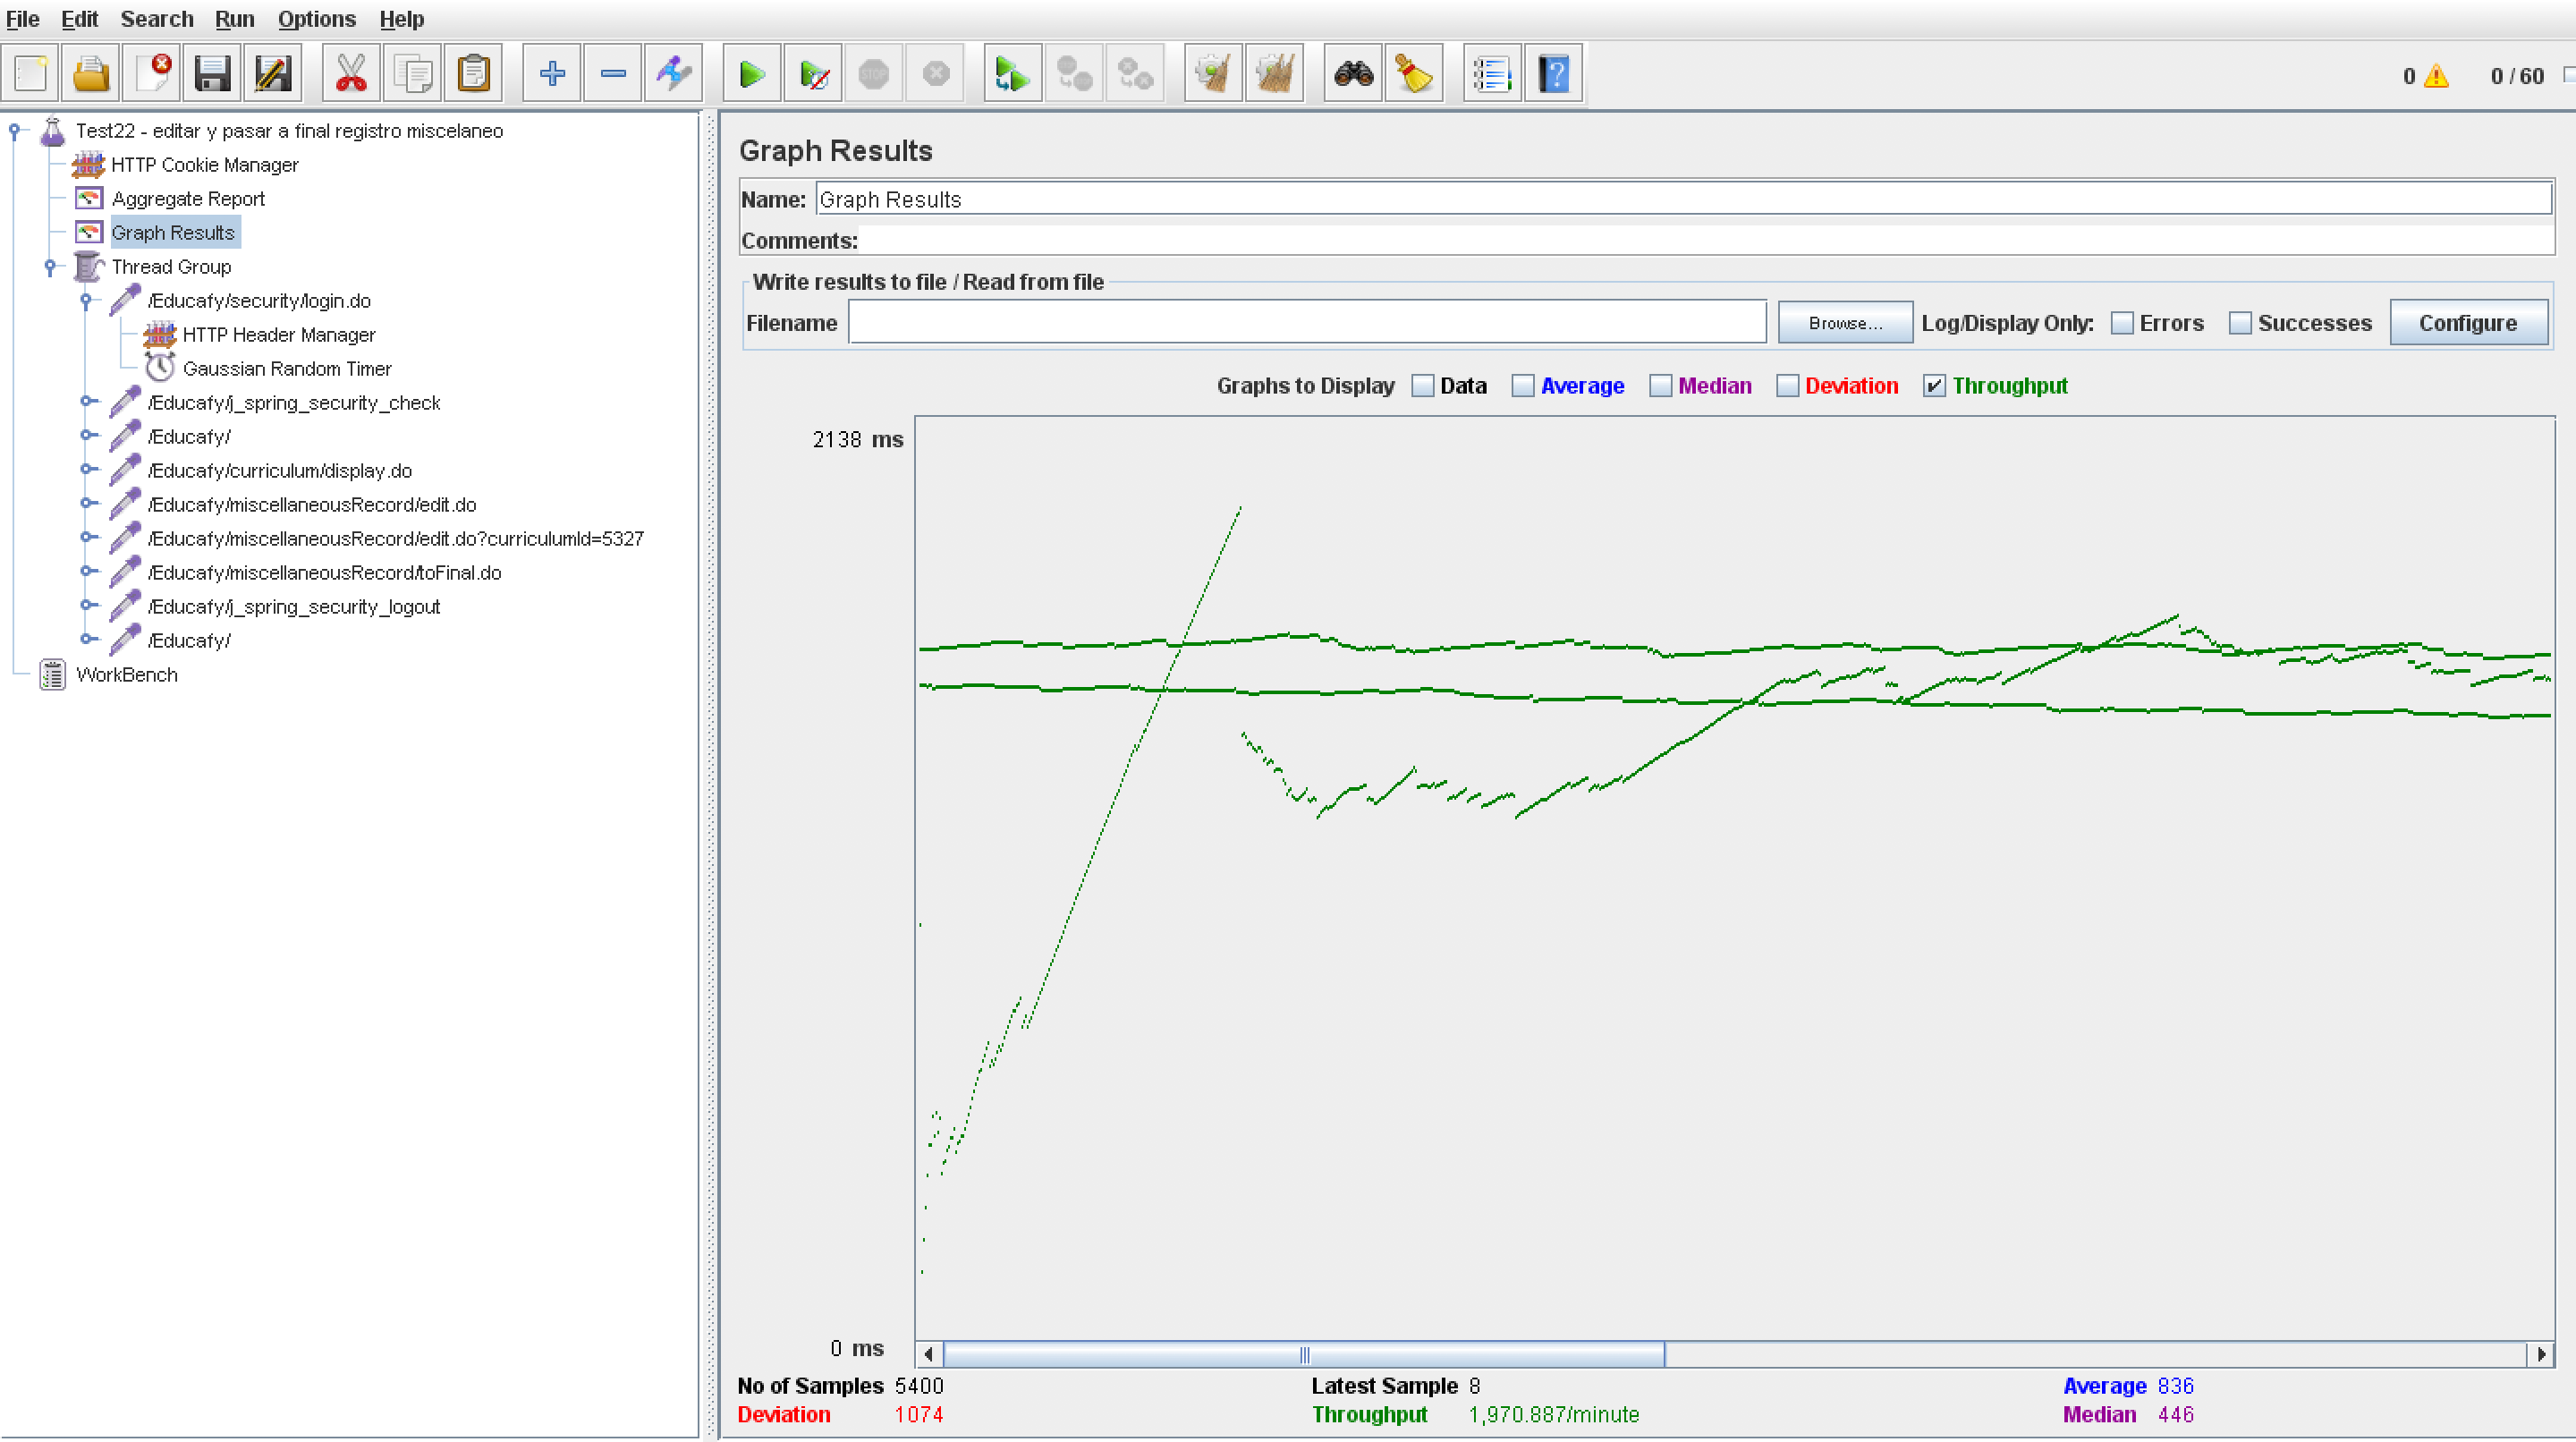 File Edit Search Run Options Help
STOP
0 0 / 60
Test22 - editar y pasar a final registro miscelaneo
HTTP Cookie Manager
Aggregate Report
Graph Results
Thread Group
/Educafy/security/login.do
HTTP Header Manager
Gaussian Random Timer
/Educafy/j_spring_security_check
/Educafy/
/Educafy/curriculum/display.do
/Educafy/miscellaneousRecord/edit.do
/Educafy/miscellaneousRecord/edit.do?curriculumId=5327
/Educafy/miscellaneousRecord/toFinal.do
/Educafy/j_spring_security_logout
/Educafy/
WorkBench
Graph Results
Name: Graph Results
Comments:
Write results to file / Read from file
Filename Browse... Log/Display Only: Errors Successes Configure
Graphs to Display Data Average Median Deviation Throughput
2138 ms
0 ms
No of Samples 5400 Latest Sample 8 Average 836
Deviation 1074 Throughput 1,970.887/minute Median 446